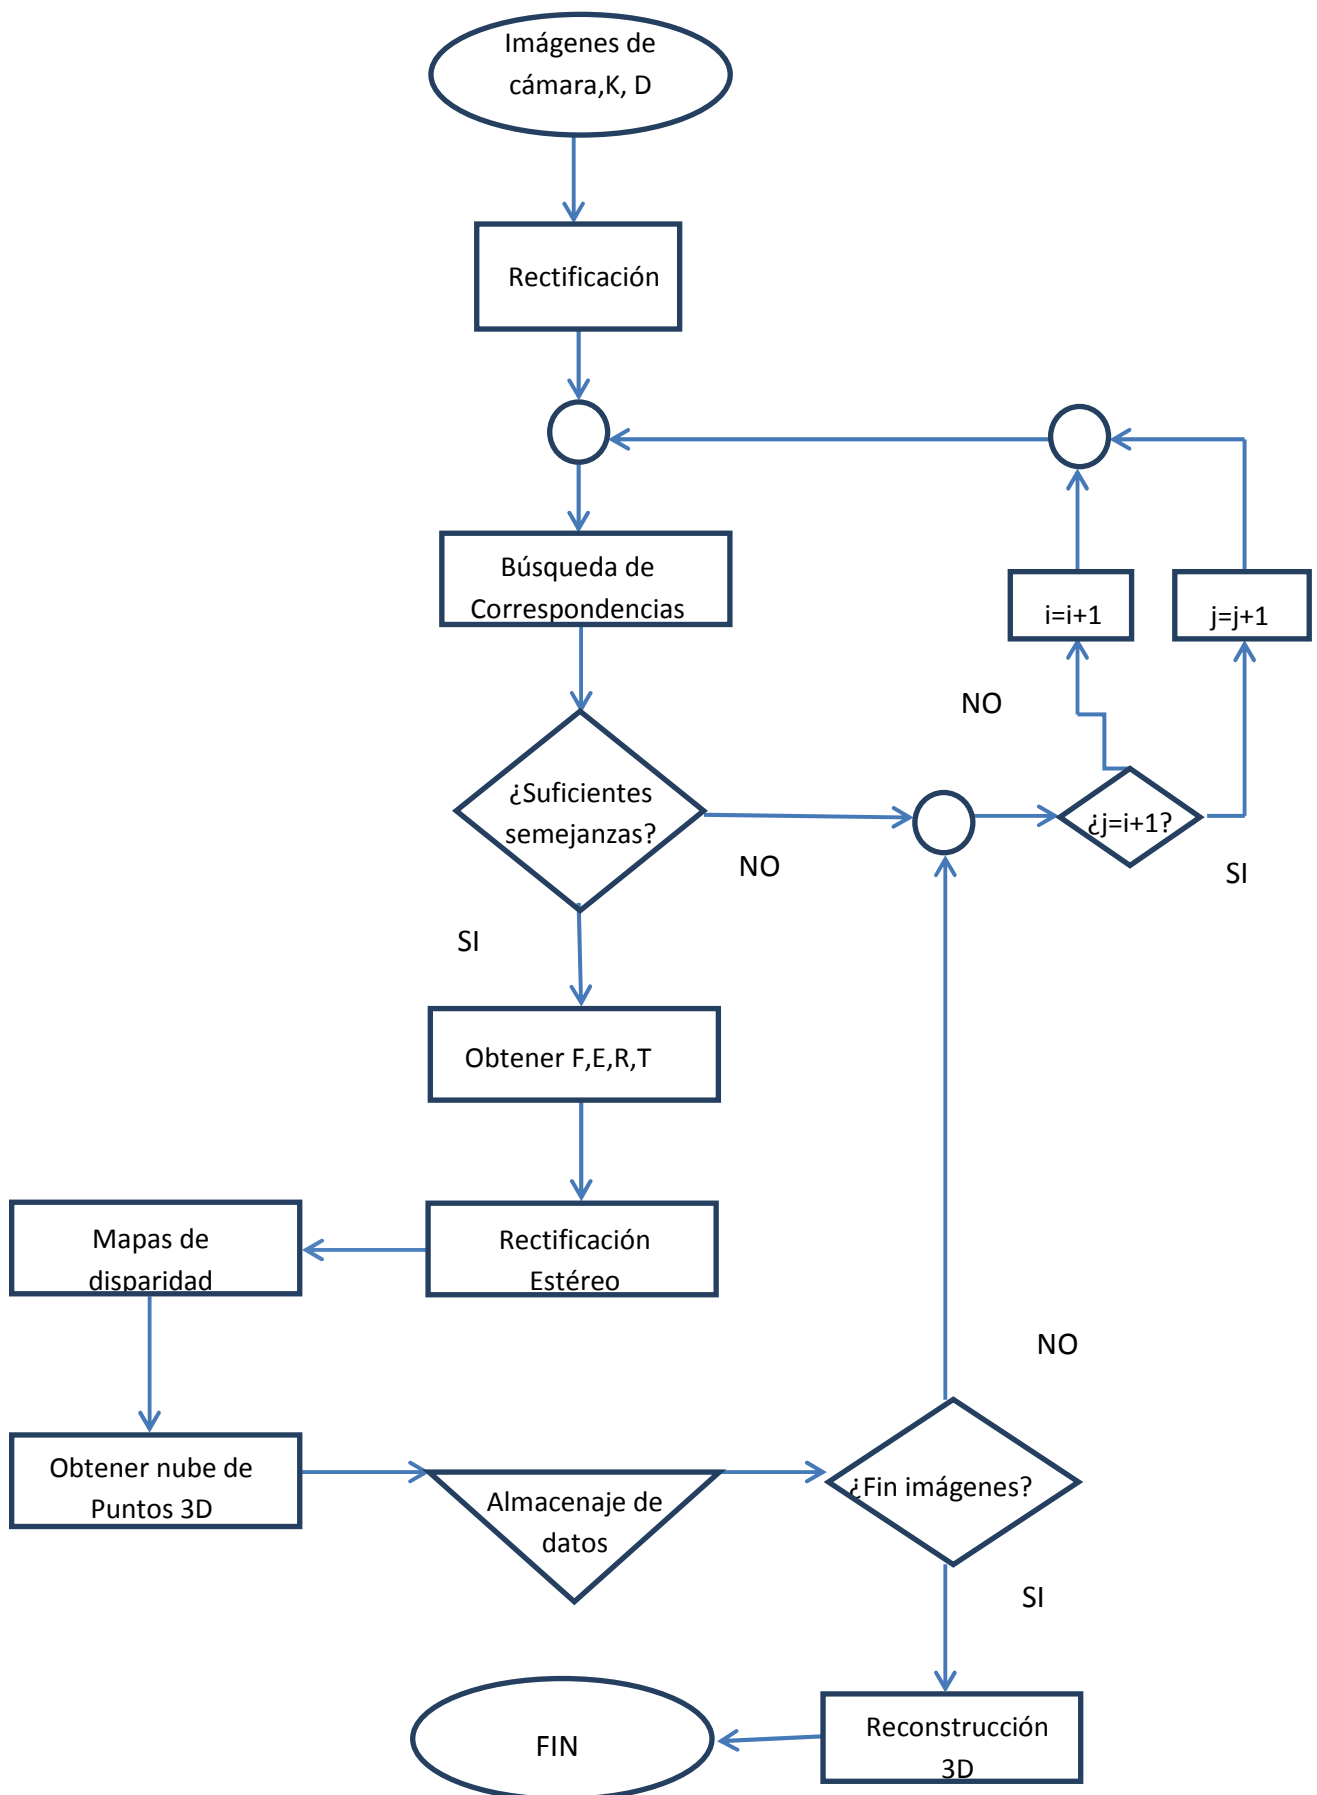 Imágenes de
cámara,K, D
Rectificación
Búsqueda de
Correspondencias
i=i+1
j=j+1
NO
¿Suficientes
semejanzas?
¿j=i+1?
NO
SI
SI
Obtener F,E,R,T
Mapas de
disparidad
Rectificación
Estéreo
NO
Obtener nube de
Puntos 3D
Almacenaje de
datos
¿Fin imágenes?
SI
Reconstrucción
3D
FIN